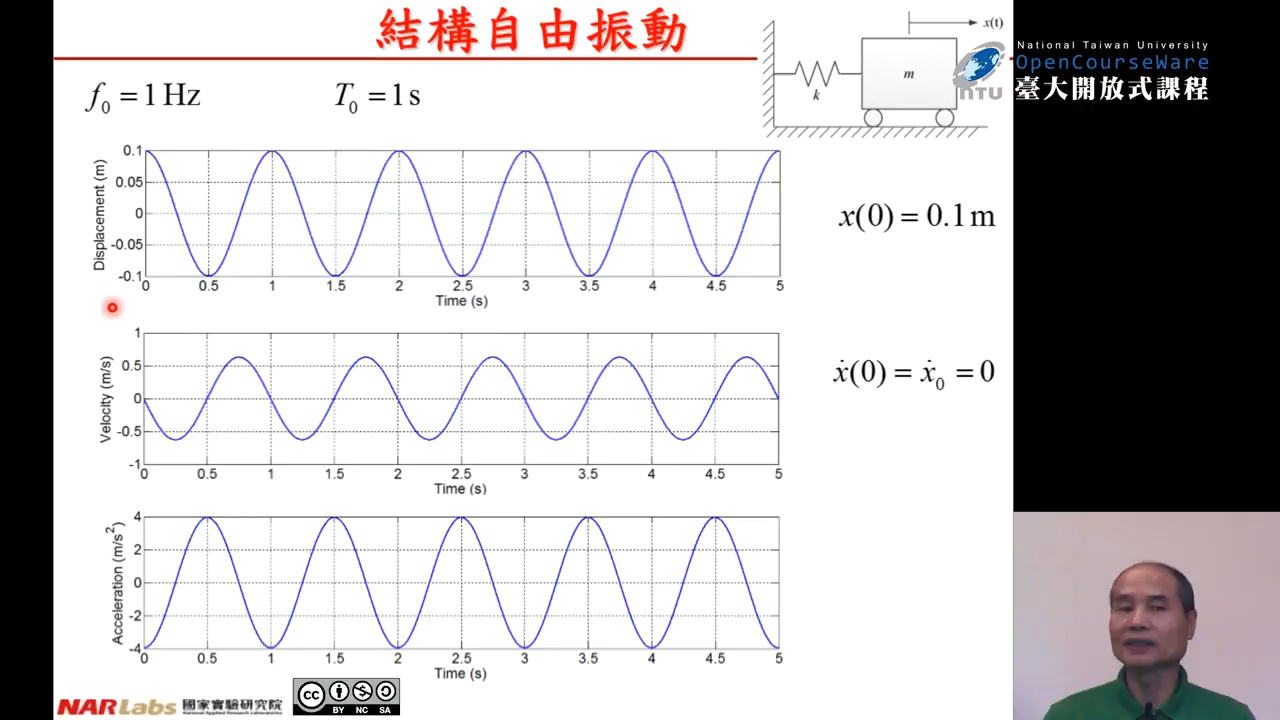 結構自由振動
x(t)
m
k
National Taiwan University
OpenCourseWare
臺大開放式課程
NTU
f₀ = 1 Hz
T₀ = 1 s
0.1
0.05
0
-0.05
-0.1
Displacement (m)
0 0.5 1 1.5 2 2.5 3 3.5 4 4.5 5
Time (s)
x(0) = 0.1 m
1
0.5
0
-0.5
-1
Velocity (m/s)
0 0.5 1 1.5 2 2.5 3 3.5 4 4.5 5
Time (s)
ẋ(0) = ẋ₀ = 0
4
2
0
-2
-4
Acceleration (m/s²)
0 0.5 1 1.5 2 2.5 3 3.5 4 4.5 5
Time (s)
NARLabs 國家實驗研究院
National Applied Research Laboratories
cc
BY NC SA